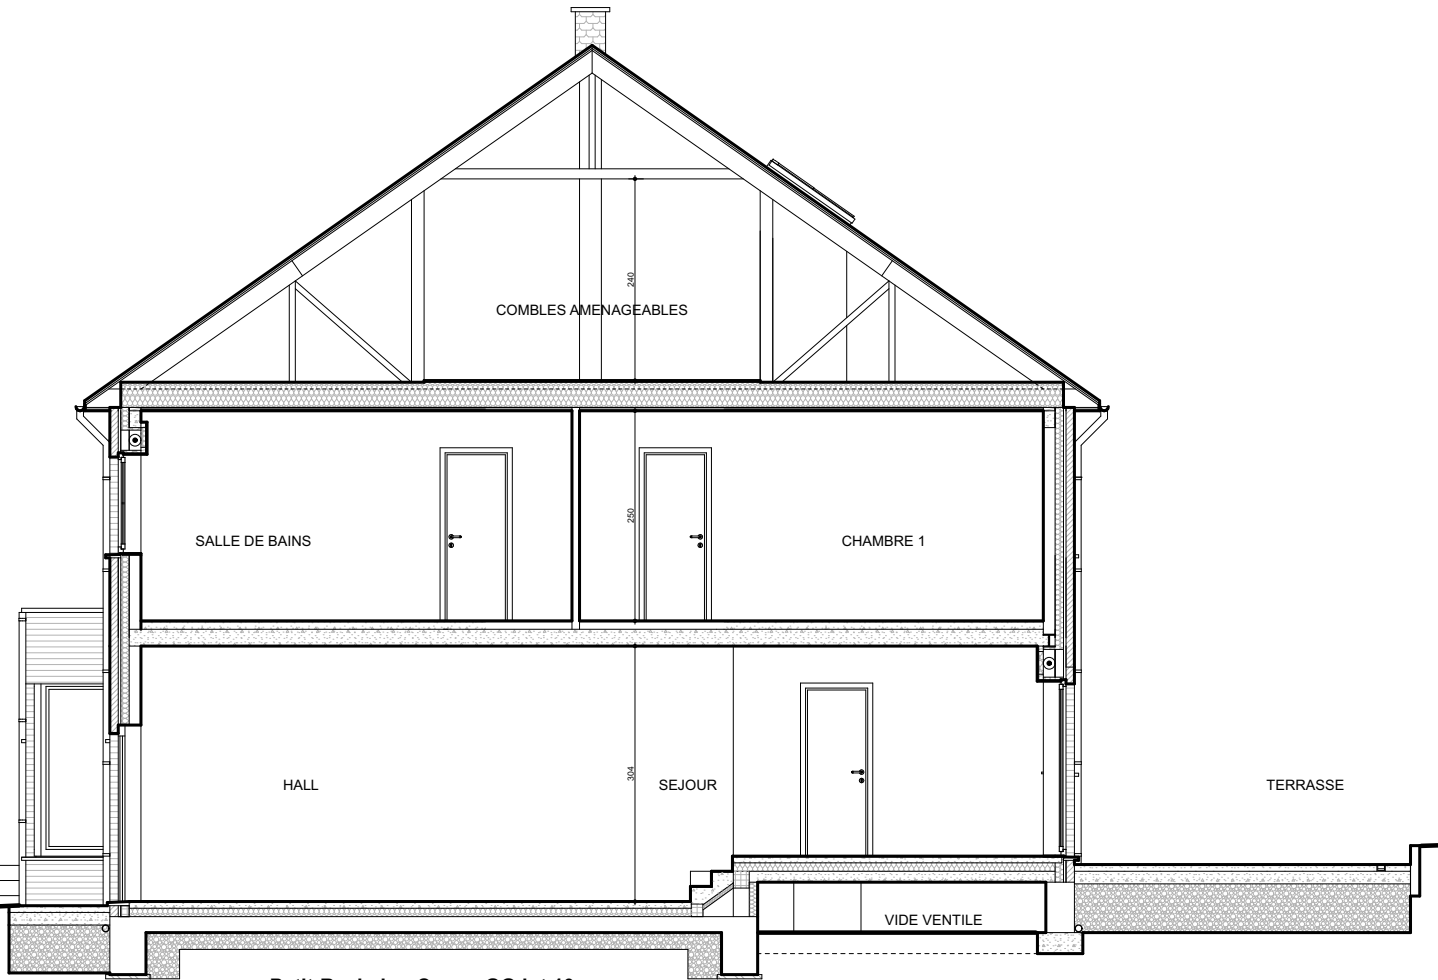 240
COMBLES AMENAGEABLES
250
SALLE DE BAINS
CHAMBRE 1
304
HALL
SEJOUR
TERRASSE
VIDE VENTILE